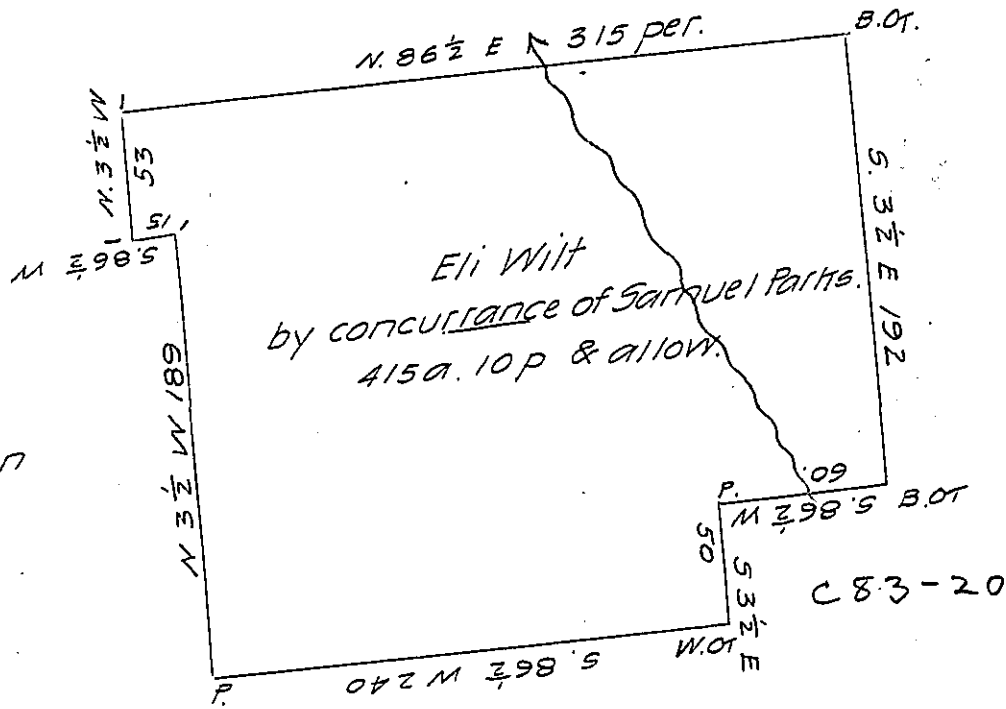 N. 86½ E 315 per.
B.OT.
N. 3½ W
53
S. 86½ W
15
S. 3½ E 192
Eli Wilt
by concurrance of Samuel Parks.
415a. 10p & allow.
N 3½ W 189
S. 86½ W
60.
P.
B.OT
50
S 3½ E
C 83-20
W.OT
S. 86½ W 240
P.